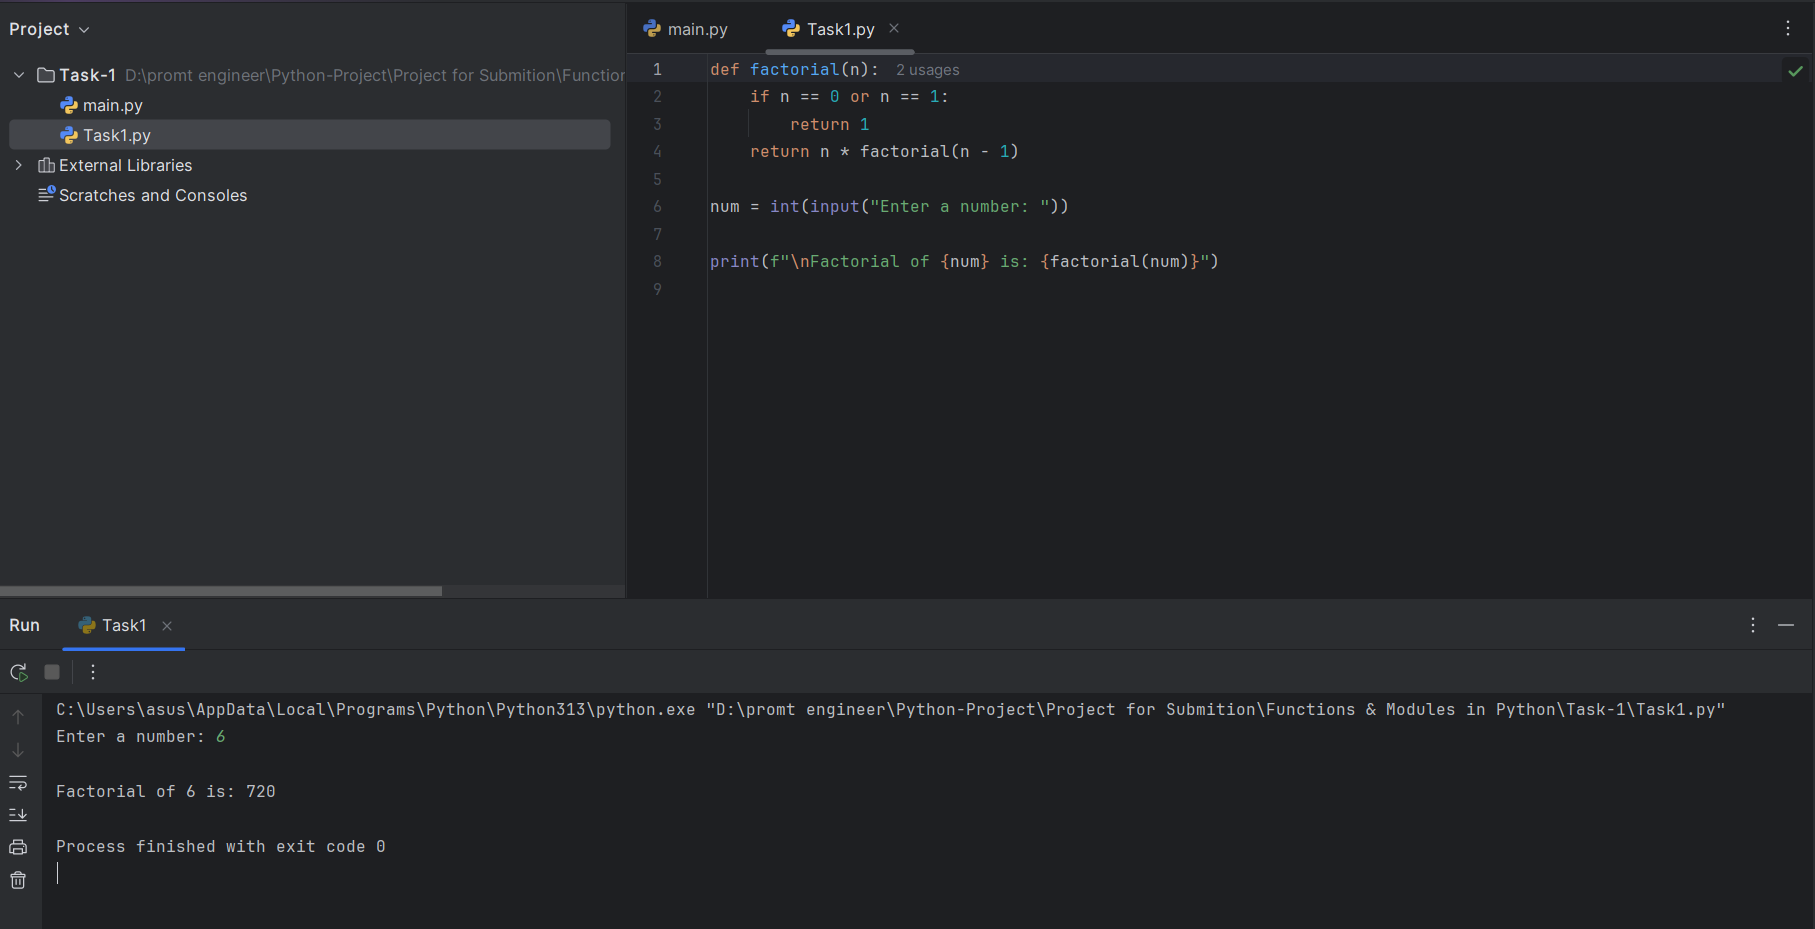 Project
Task-1 D:\promt engineer\Python-Project\Project for Submition\Function
main.py
Task1.py
External Libraries
Scratches and Consoles
main.py Task1.py
1 def factorial(n): 2 usages
2     if n == 0 or n == 1:
3         return 1
4     return n * factorial(n - 1)
5
6 num = int(input("Enter a number: "))
7
8 print(f"\nFactorial of {num} is: {factorial(num)}")
9
Run Task1
C:\Users\asus\AppData\Local\Programs\Python\Python313\python.exe "D:\promt engineer\Python-Project\Project for Submition\Functions & Modules in Python\Task-1\Task1.py"
Enter a number: 6
Factorial of 6 is: 720
Process finished with exit code 0